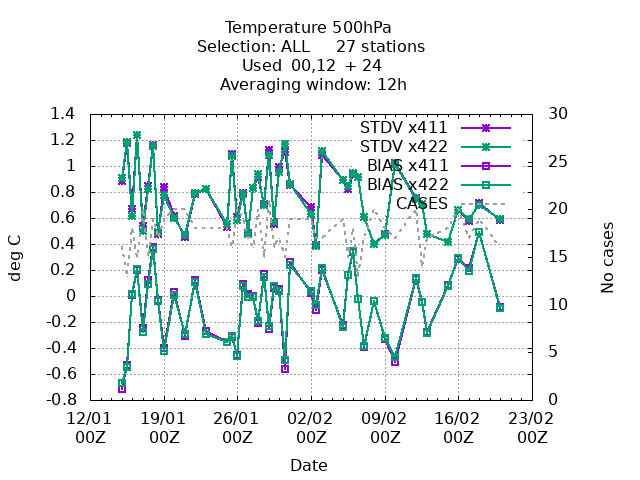 Temperature 500hPa
Selection: ALL 27 stations
Used 00,12 + 24
Averaging window: 12h
1.4
1.2
1
0.8
0.6
0.4
0.2
0
-0.2
-0.4
-0.6
-0.8
deg C
STDV x411
STDV x422
BIAS x411
BIAS x422
CASES
30
25
20
15
10
5
0
No cases
12/01 19/01 26/01 02/02 09/02 16/02 23/02
00Z 00Z 00Z 00Z 00Z 00Z 00Z
Date